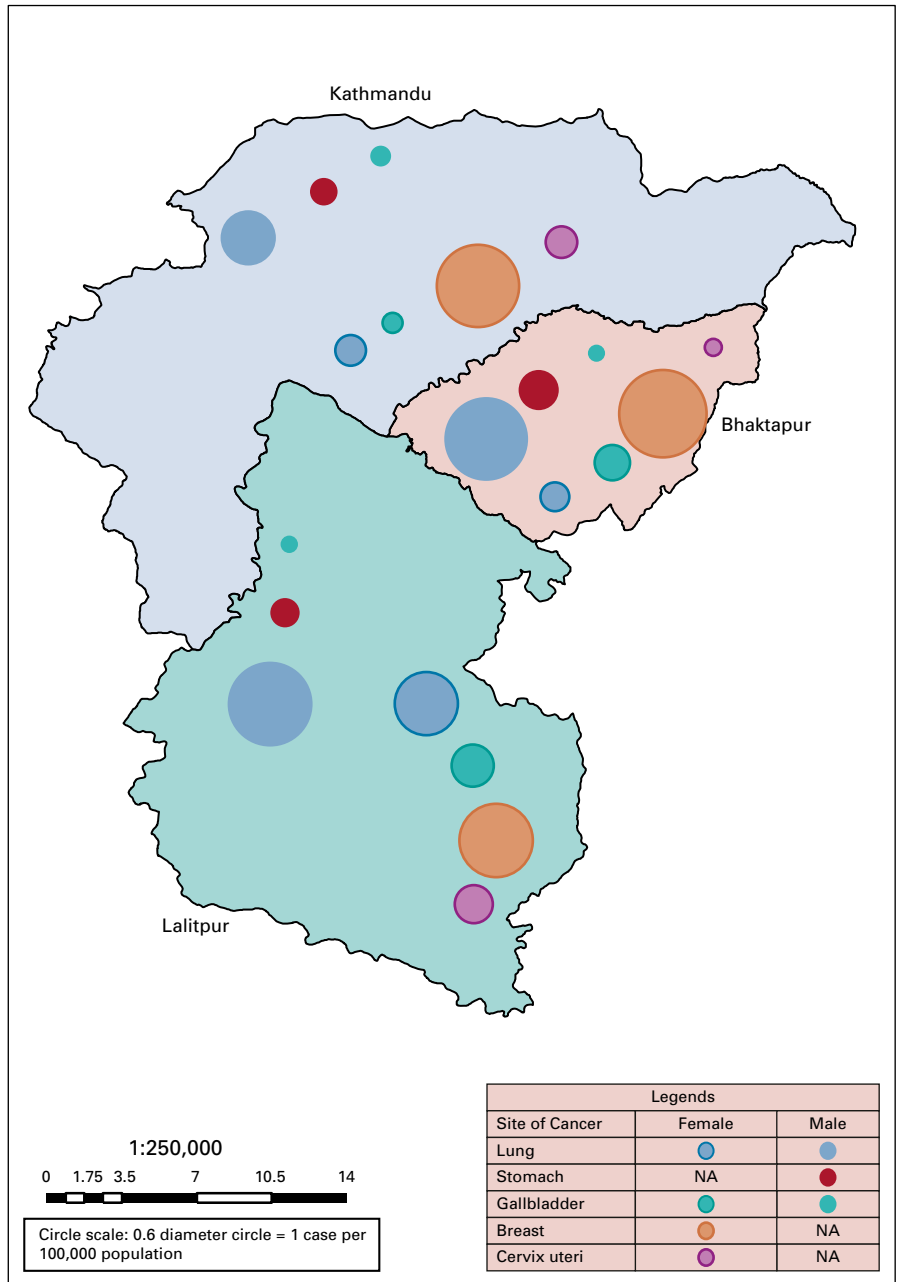 Kathmandu
Bhaktapur
Lalitpur
1:250,000
0 1.75 3.5 7 10.5 14
Circle scale: 0.6 diameter circle = 1 case per
100,000 population
Legends
Site of Cancer Female Male
Lung
Stomach NA
Gallbladder
Breast NA
Cervix uteri NA